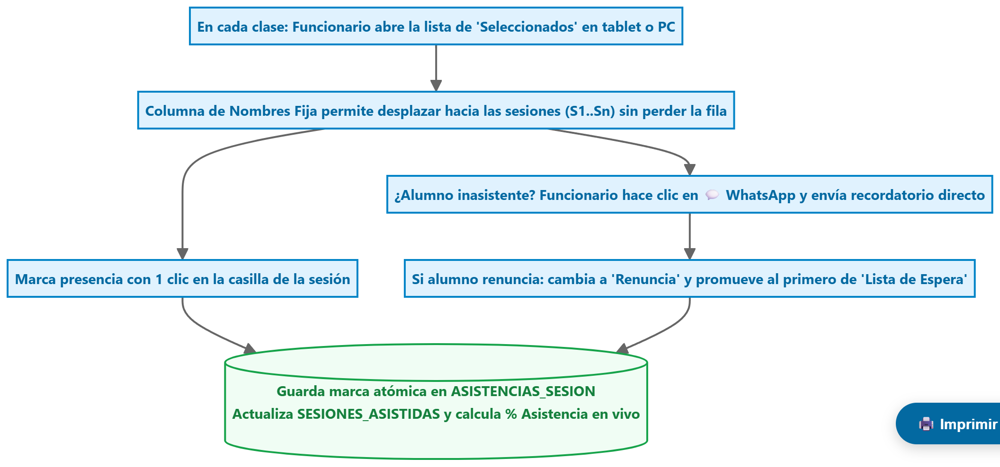 En cada clase: Funcionario abre la lista de 'Seleccionados' en tablet o PC
Columna de Nombres Fija permite desplazar hacia las sesiones (S1..Sn) sin perder la fila
¿Alumno inasistente? Funcionario hace clic en 💬 WhatsApp y envía recordatorio directo
Marca presencia con 1 clic en la casilla de la sesión
Si alumno renuncia: cambia a 'Renuncia' y promueve al primero de 'Lista de Espera'
Guarda marca atómica en ASISTENCIAS_SESION
Actualiza SESIONES_ASISTIDAS y calcula % Asistencia en vivo
🖨️ Imprimir